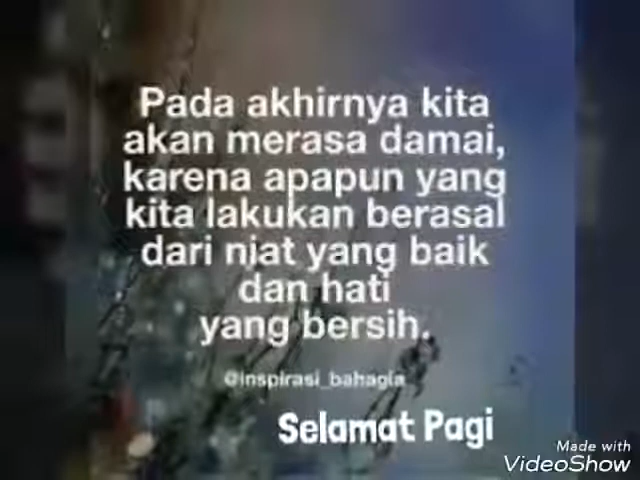 Pada akhirnya kita
akan merasa damai,
karena apapun yang
kita lakukan berasal
dari niat yang baik
dan hati
yang bersih.
@inspirasi_bahagia
Selamat Pagi
Made with
VideoShow